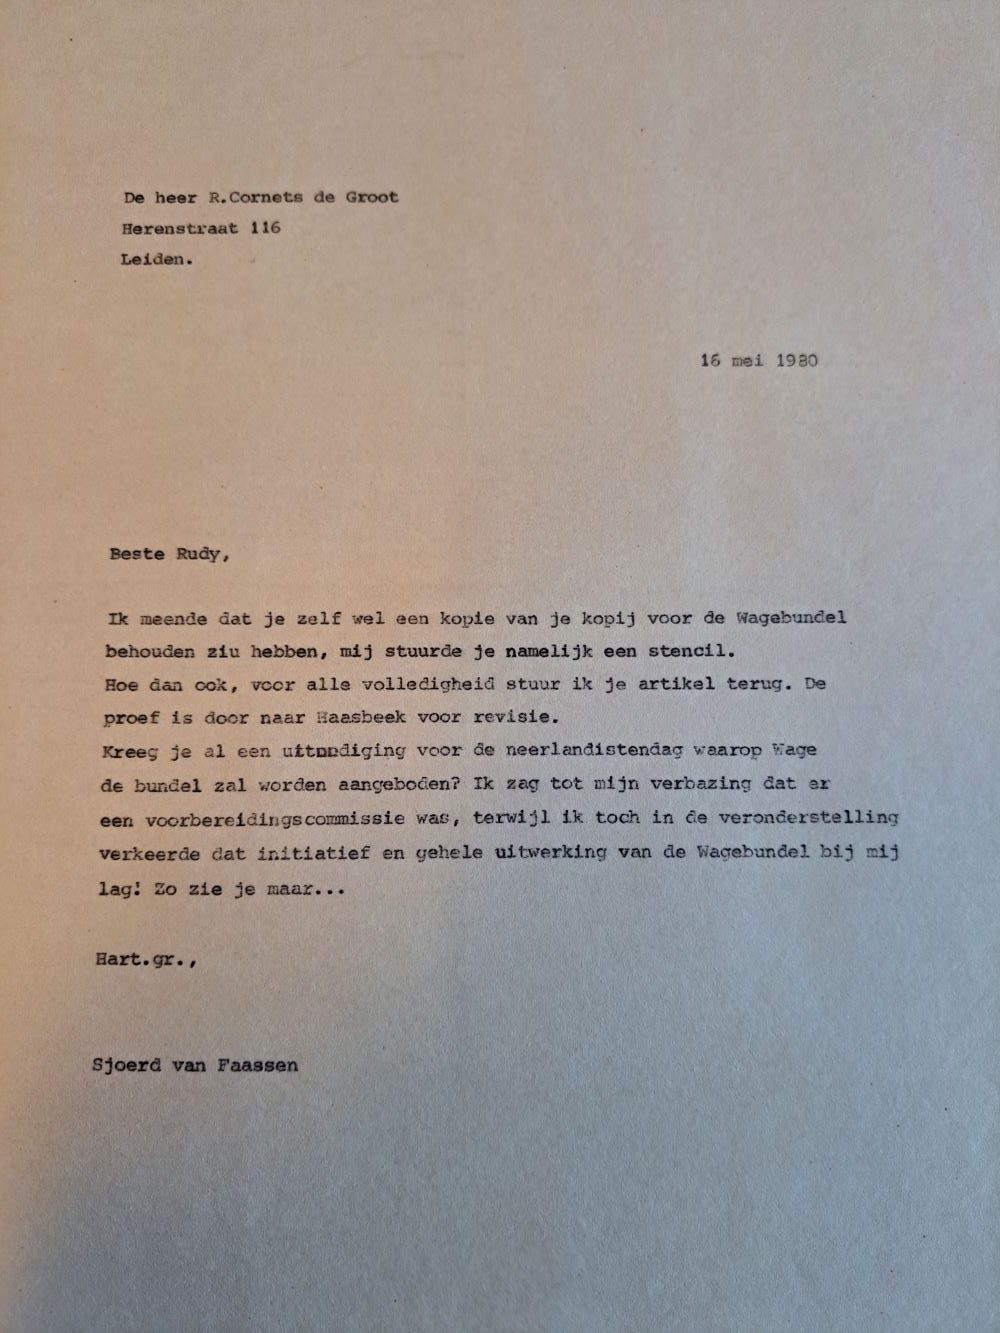 De heer R.Cornets de Groot
Herenstraat 116
Leiden.
16 mei 1980
Beste Rudy,
Ik meende dat je zelf wel een kopie van je kopij voor de Wagebundel
behouden ziu hebben, mij stuurde je namelijk een stencil.
Hoe dan ook, voor alle volledigheid stuur ik je artikel terug. De
proef is door naar Haasbeek voor revisie.
Kreeg je al een uitnodiging voor de neerlandistendag waarop Wage
de bundel zal worden aangeboden? Ik zag tot mijn verbazing dat er
een voorbereidingscommissie was, terwijl ik toch in de veronderstelling
verkeerde dat initiatief en gehele uitwerking van de Wagebundel bij mij
lag! Zo zie je maar...
Hart.gr.,
Sjoerd van Faassen